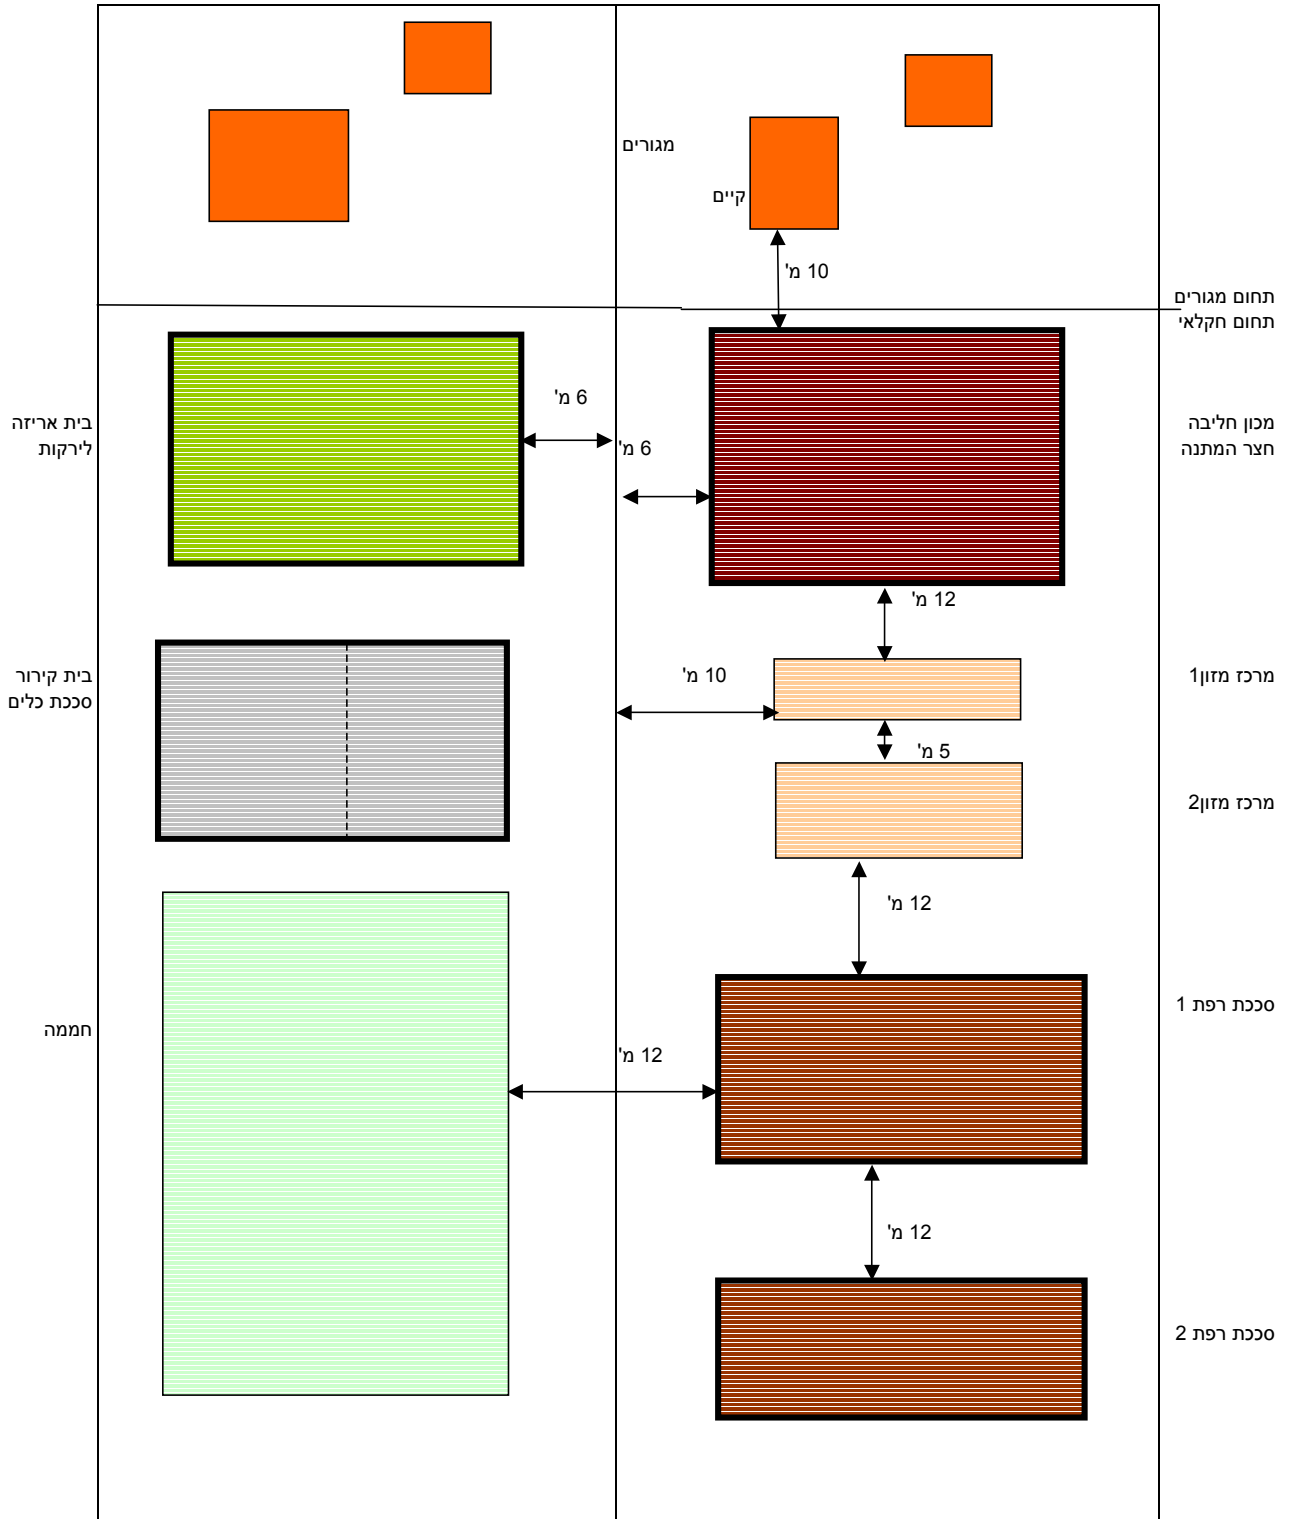 מגורים
קיים
10 מ'
תחום מגורים
תחום חקלאי
6 מ'
6 מ'
מכון חליבה
חצר המתנה
בית אריזה
לירקות
12 מ'
מרכז מזון1
10 מ'
בית קירור
סככת כלים
5 מ'
מרכז מזון2
12 מ'
סככת רפת 1
חממה
12 מ'
12 מ'
סככת רפת 2